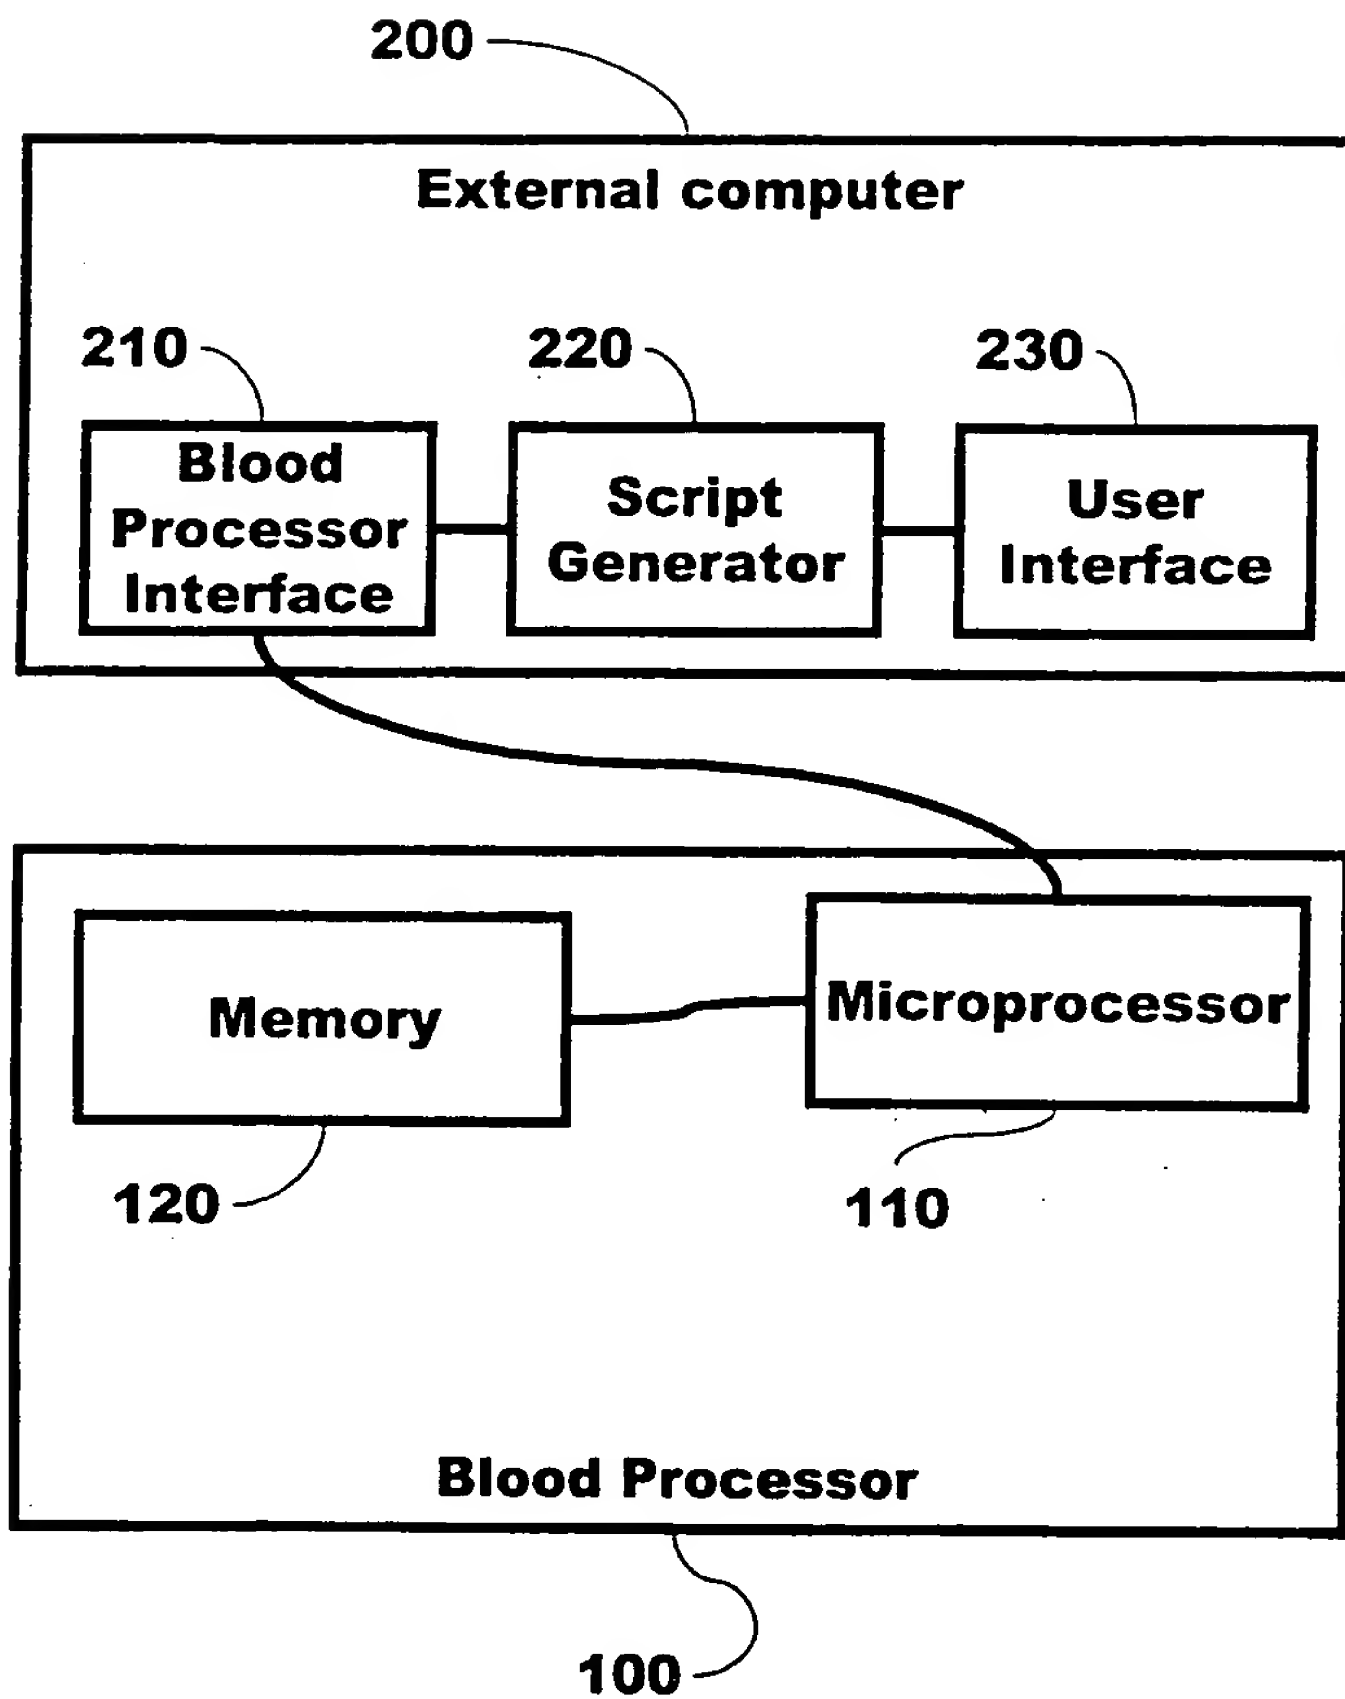 200
External computer
210
220
230
Blood
Processor
Interface
Script
Generator
User
Interface
Memory
Microprocessor
120
110
Blood Processor
100